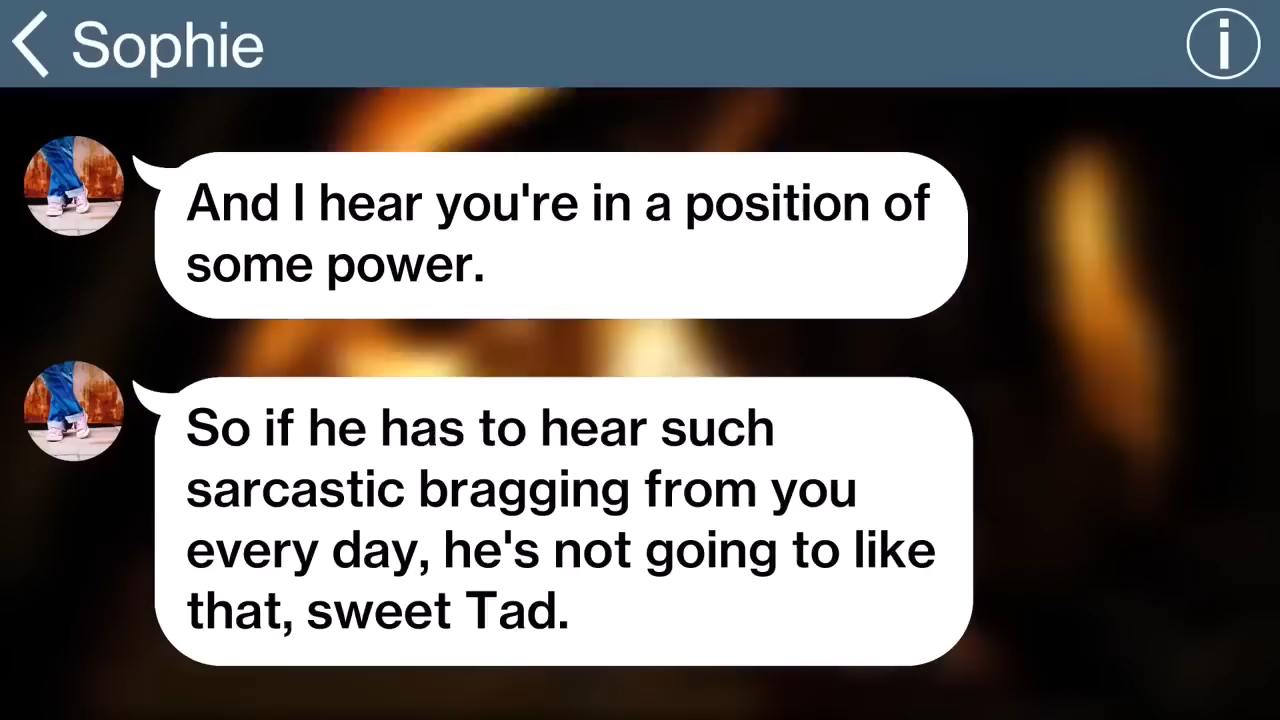 Sophie
And I hear you're in a position of
some power.
So if he has to hear such
sarcastic bragging from you
every day, he's not going to like
that, sweet Tad.